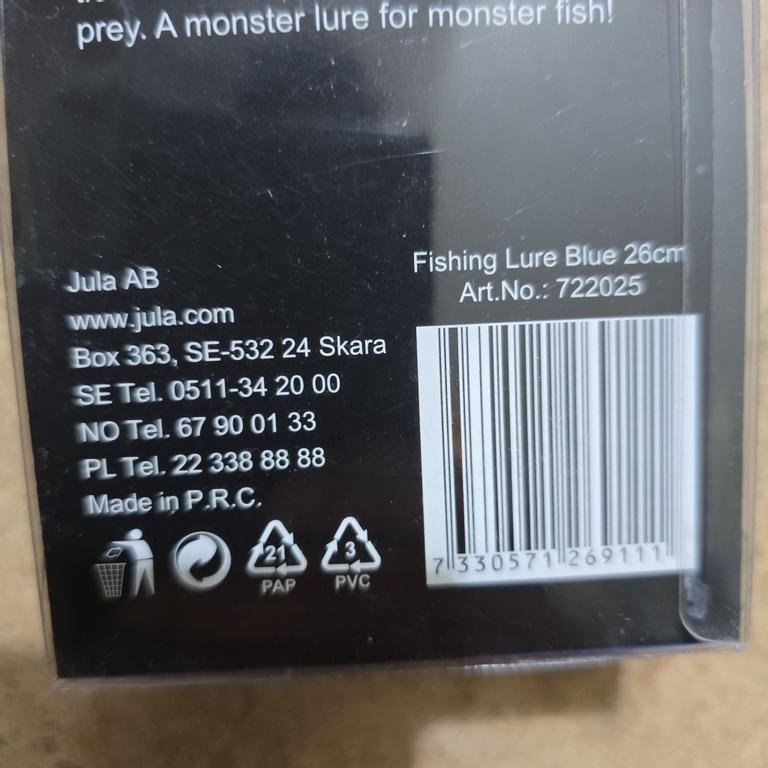 prey. A monster lure for monster fish!
Jula AB
www.jula.com
Box 363, SE-532 24 Skara
SE Tel. 0511-34 20 00
NO Tel. 67 90 01 33
PL Tel. 22 338 88 88
Made in P.R.C.
21
PAP
3
PVC
Fishing Lure Blue 26cm
Art.No.: 722025
7 330571 269111